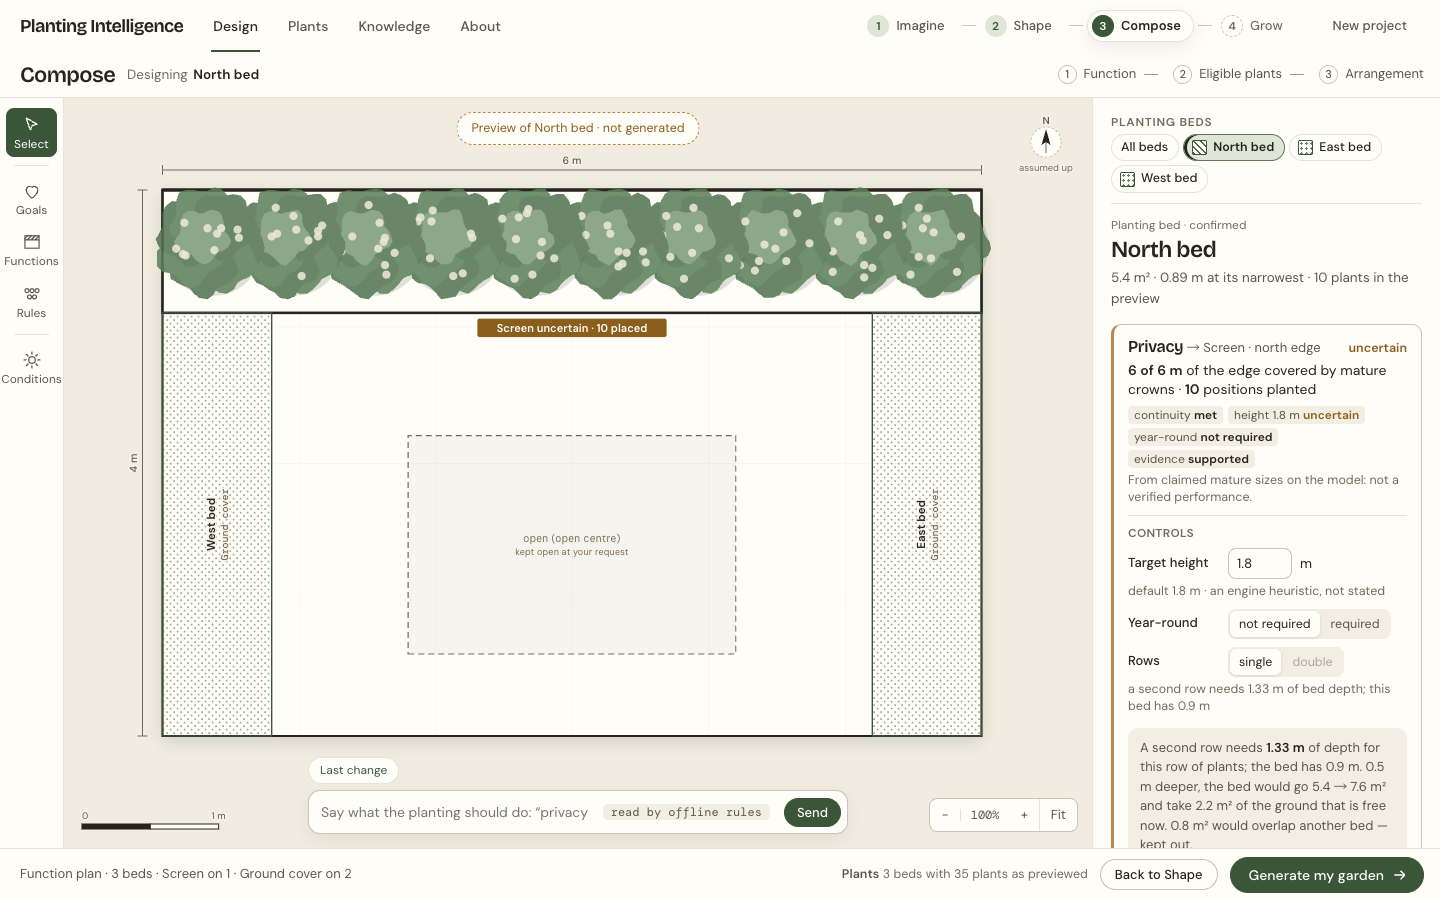 Planting Intelligence
Design
Plants
Knowledge
About
1 Imagine
2 Shape
3 Compose
4 Grow
New project
Compose
Designing North bed
1 Function
2 Eligible plants
3 Arrangement
Select
Goals
Functions
Rules
Conditions
Preview of North bed · not generated
N
assumed up
6 m
4 m
Screen uncertain · 10 placed
West bed
Ground cover
open (open centre)
kept open at your request
East bed
Ground cover
Last change
Say what the planting should do: “privacy
read by offline rules
Send
0 1 m
− 100% +
Fit
PLANTING BEDS
All beds
North bed
East bed
West bed
Planting bed · confirmed
North bed
5.4 m² · 0.89 m at its narrowest · 10 plants in the
preview
Privacy → Screen · north edge uncertain
6 of 6 m of the edge covered by mature
crowns · 10 positions planted
continuity met
height 1.8 m uncertain
year-round not required
evidence supported
From claimed mature sizes on the model: not a
verified performance.
CONTROLS
Target height 1.8 m
default 1.8 m · an engine heuristic, not stated
Year-round not required required
Rows single double
a second row needs 1.33 m of bed depth; this
bed has 0.9 m
A second row needs 1.33 m of depth for
this row of plants; the bed has 0.9 m. 0.5
m deeper, the bed would go 5.4 → 7.6 m²
and take 2.2 m² of the ground that is free
now. 0.8 m² would overlap another bed —
kept out.
Function plan · 3 beds · Screen on 1 · Ground cover on 2
Plants 3 beds with 35 plants as previewed
Back to Shape
Generate my garden →